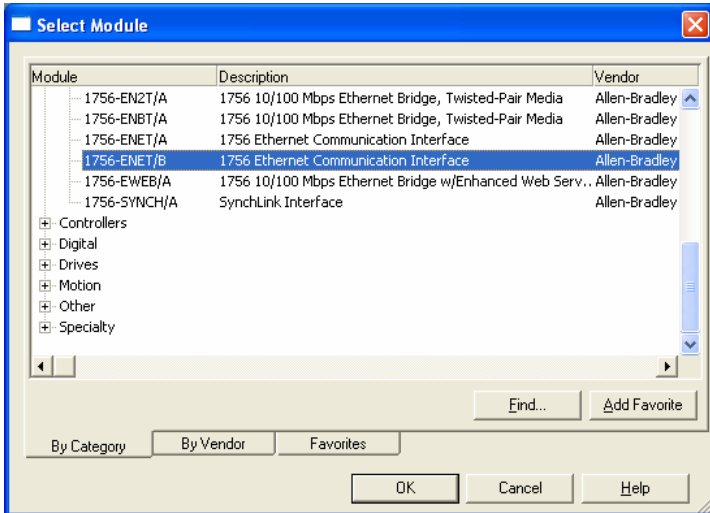 Select Module
Module Description Vendor
1756-EN2T/A 1756 10/100 Mbps Ethernet Bridge, Twisted-Pair Media Allen-Bradley
1756-ENBT/A 1756 10/100 Mbps Ethernet Bridge, Twisted-Pair Media Allen-Bradley
1756-ENET/A 1756 Ethernet Communication Interface Allen-Bradley
1756-ENET/B 1756 Ethernet Communication Interface Allen-Bradley
1756-EWEB/A 1756 10/100 Mbps Ethernet Bridge w/Enhanced Web Serv.. Allen-Bradley
1756-SYNCH/A SynchLink Interface Allen-Bradley
Controllers
Digital
Drives
Motion
Other
Specialty
Find... Add Favorite
By Category By Vendor Favorites
OK Cancel Help